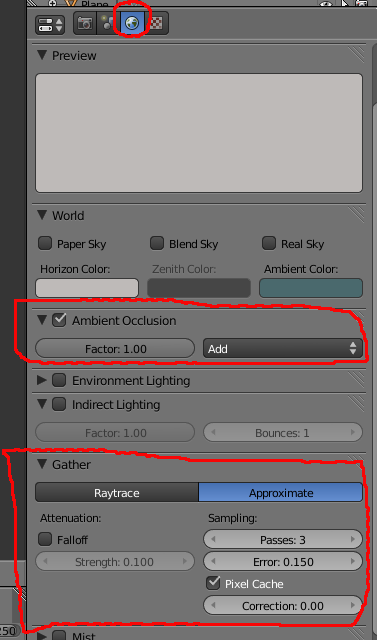 Plane
Preview
World
Paper Sky Blend Sky Real Sky
Horizon Color: Zenith Color: Ambient Color:
Ambient Occlusion
Factor: 1.00 Add
Environment Lighting
Indirect Lighting
Factor: 1.00 Bounces: 1
Gather
Raytrace Approximate
Attenuation: Sampling:
Falloff Passes: 3
Strength: 0.100 Error: 0.150
Pixel Cache
Correction: 0.00
250 Mist